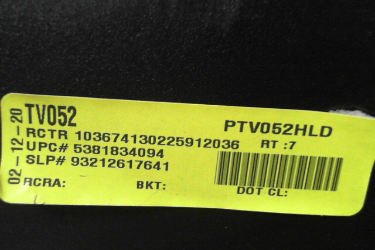 02-12-20
TV052
PTV052HLD
RCTR 103674130225912036 RT :7
UPC# 5381834094
SLP# 93212617641
RCRA: BKT: DOT CL: